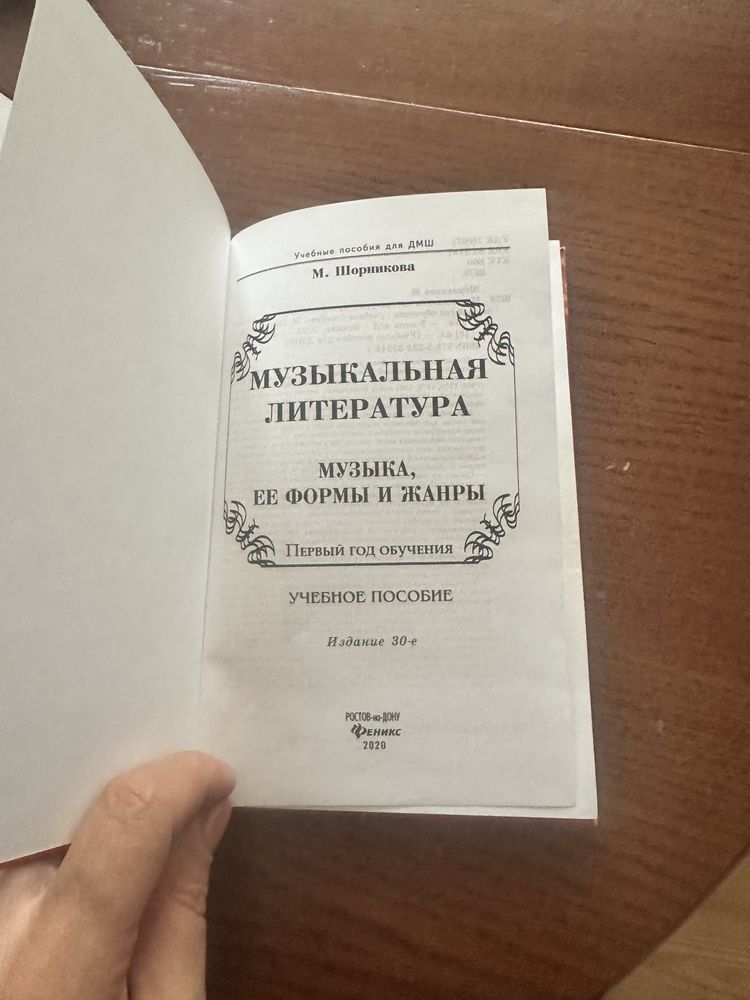 Учебные пособия для ДМШ
М. Шорникова
МУЗЫКАЛЬНАЯ
ЛИТЕРАТУРА
МУЗЫКА,
ЕЕ ФОРМЫ И ЖАНРЫ
ПЕРВЫЙ ГОД ОБУЧЕНИЯ
УЧЕБНОЕ ПОСОБИЕ
Издание 30-е
РОСТОВ-на-ДОНУ
ФЕНИКС
2020